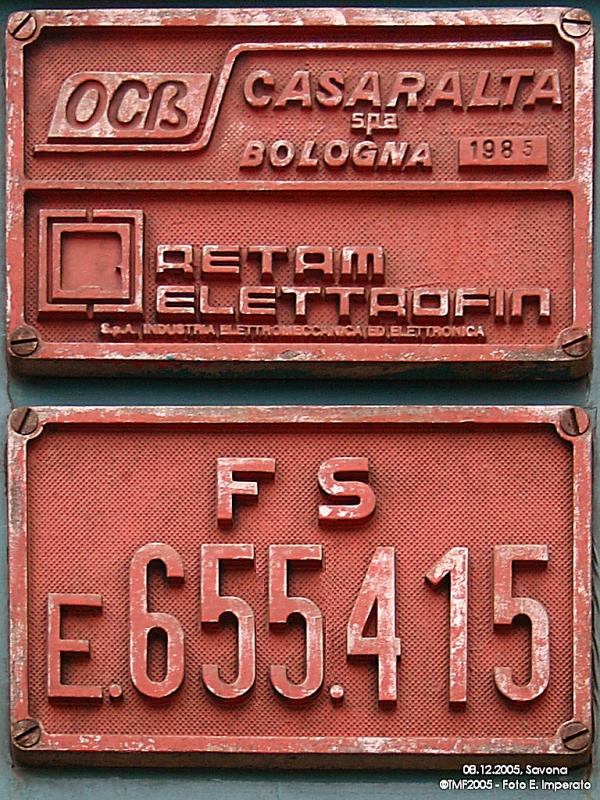 OCB CASARALTA
spa
BOLOGNA 1985
RETAM
ELETTROFIN
S.p.A. INDUSTRIA ELETTROMECCANICA ED ELETTRONICA
F S
E.655.415
08.12.2005, Savona
©TMF2005 - Foto E. Imperato